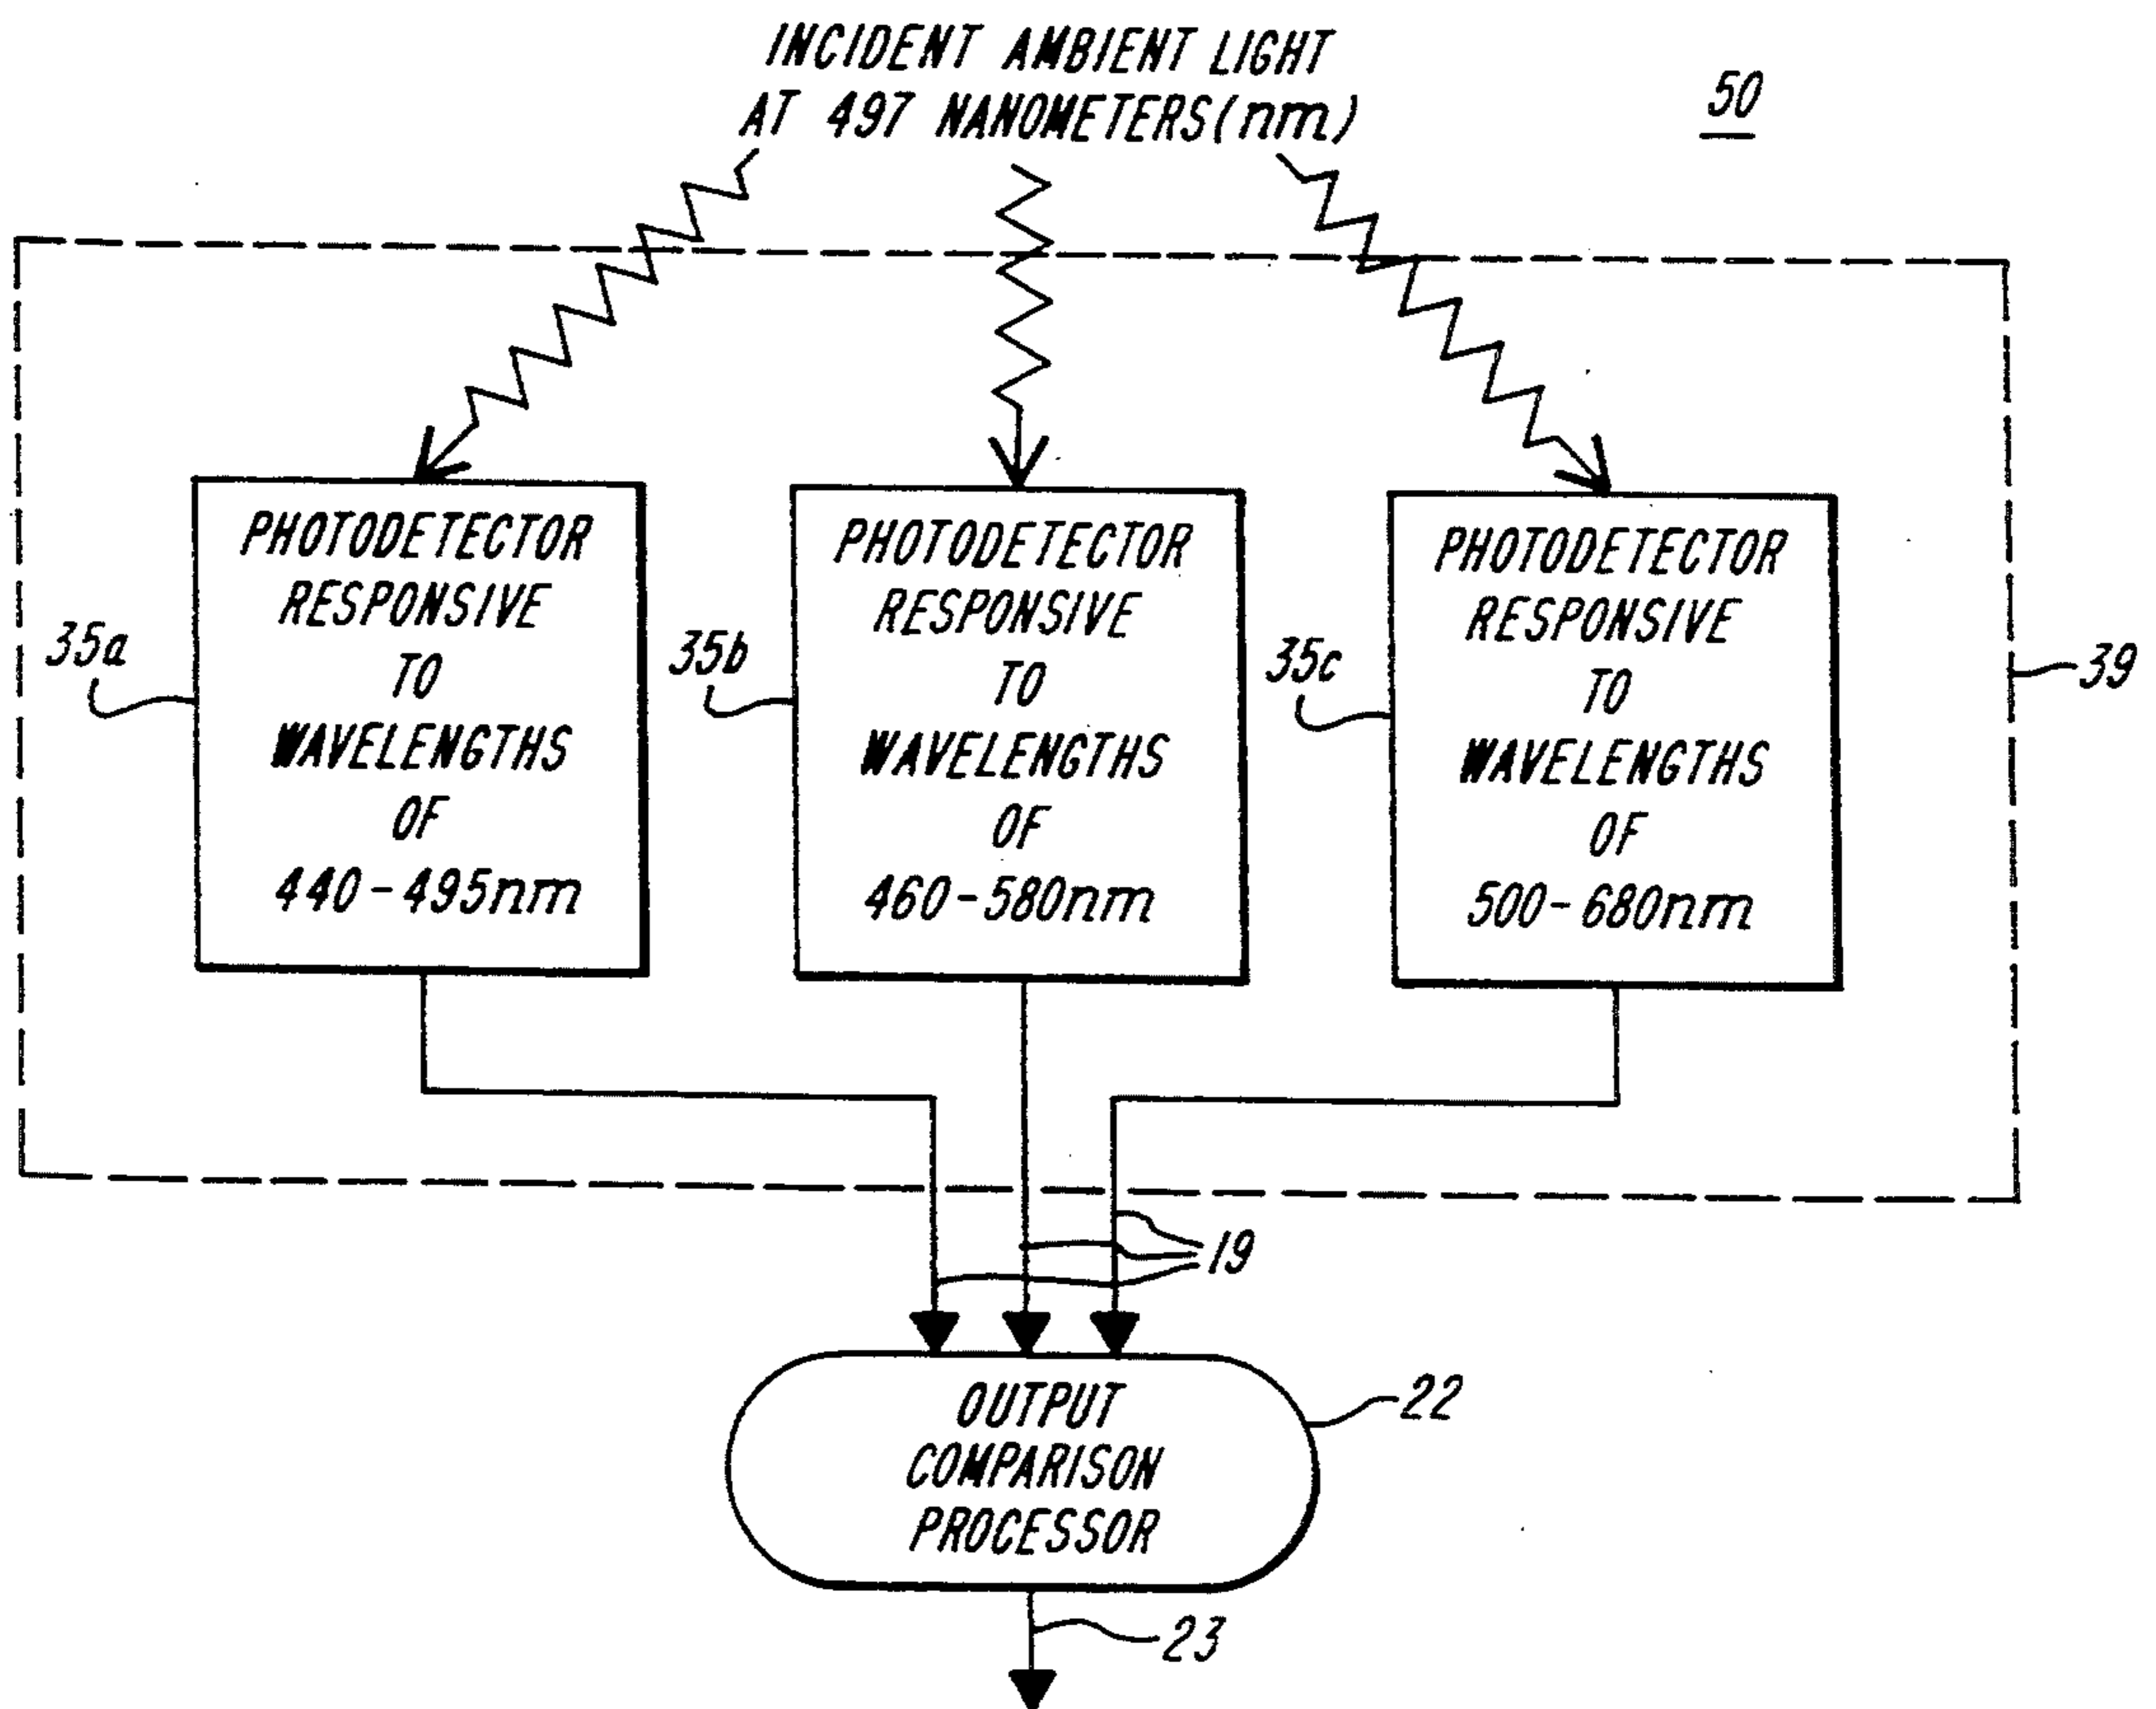 INCIDENT AMBIENT LIGHT
AT 497 NANOMETERS(nm)
50
PHOTODETECTOR
RESPONSIVE
TO
WAVELENGTHS
OF
440-495nm
35a
PHOTODETECTOR
RESPONSIVE
TO
WAVELENGTHS
OF
460-580nm
35b
PHOTODETECTOR
RESPONSIVE
TO
WAVELENGTHS
OF
500-680nm
35c
39
19
OUTPUT
COMPARISON
PROCESSOR
22
23